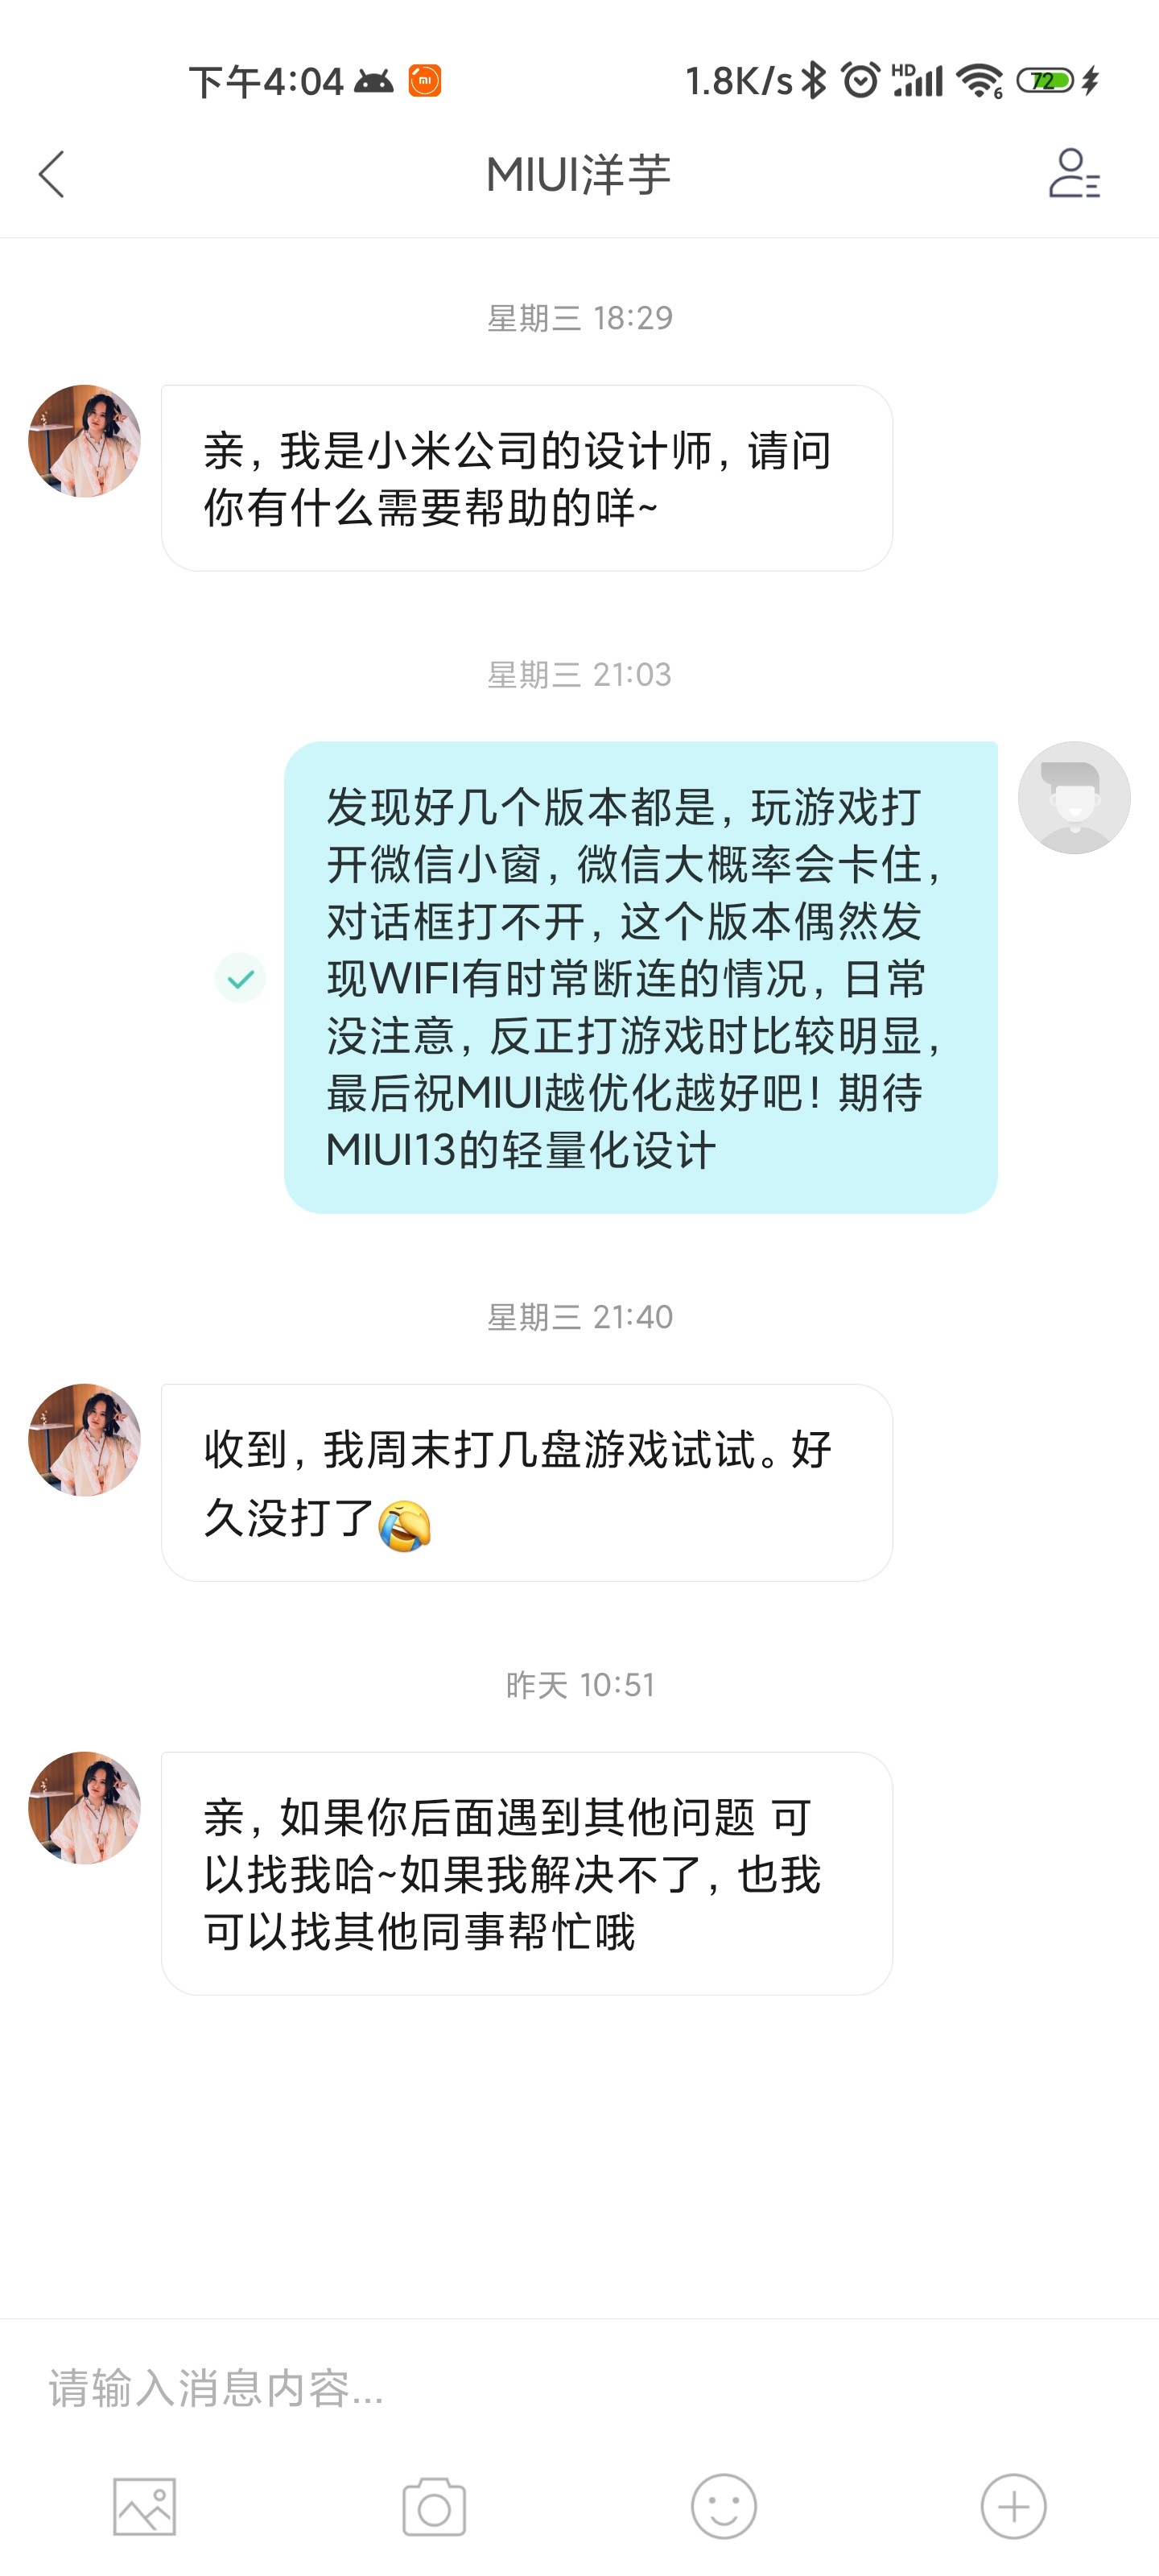 下午4:04
mi
1.8K/s
HD
6
72
MIUI洋芋
星期三 18:29
亲，我是小米公司的设计师，请问
你有什么需要帮助的咩~
星期三 21:03
发现好几个版本都是，玩游戏打
开微信小窗，微信大概率会卡住，
对话框打不开，这个版本偶然发
现WIFI有时常断连的情况，日常
没注意，反正打游戏时比较明显，
最后祝MIUI越优化越好吧！期待
MIUI13的轻量化设计
星期三 21:40
收到，我周末打几盘游戏试试。好
久没打了🤣
昨天 10:51
亲，如果你后面遇到其他问题 可
以找我哈~如果我解决不了，也我
可以找其他同事帮忙哦
请输入消息内容...